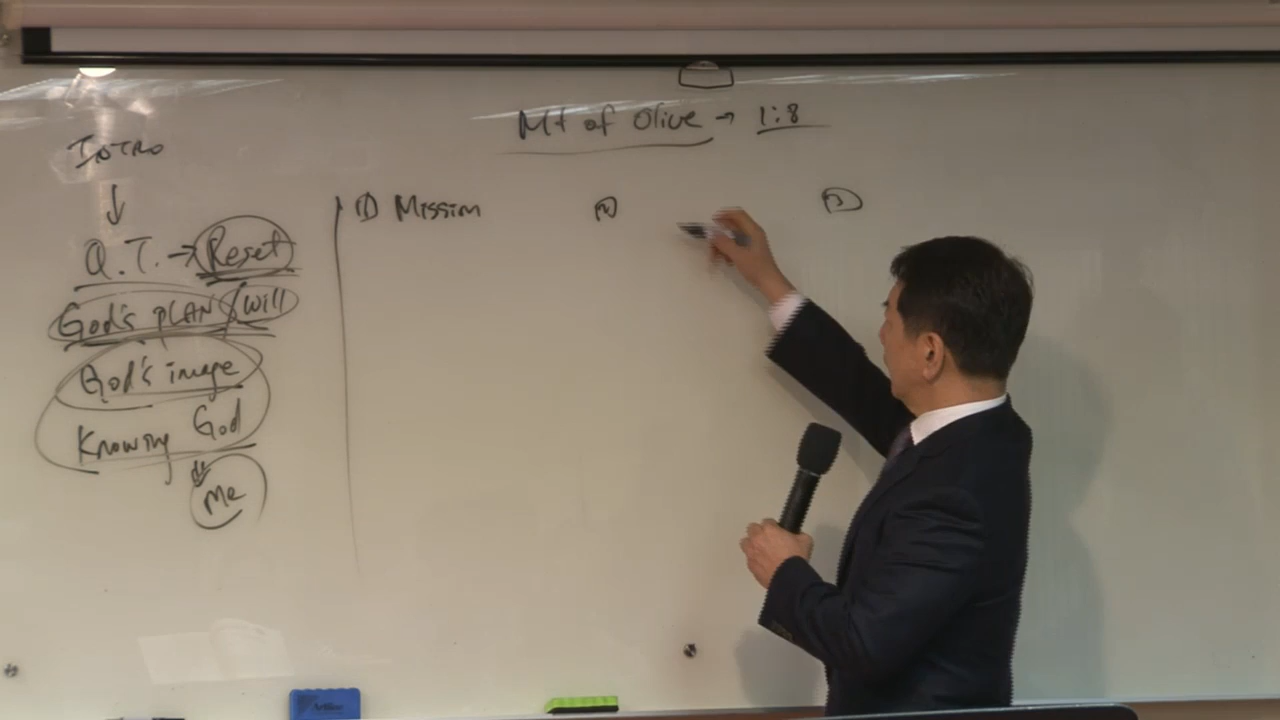 Mt of Olive → 1:8
INTRO
↓
Q.T. → Reset
God's PLAN / will
God's image
Knowing God
⇓
Me
① Mission
②
③
Artline